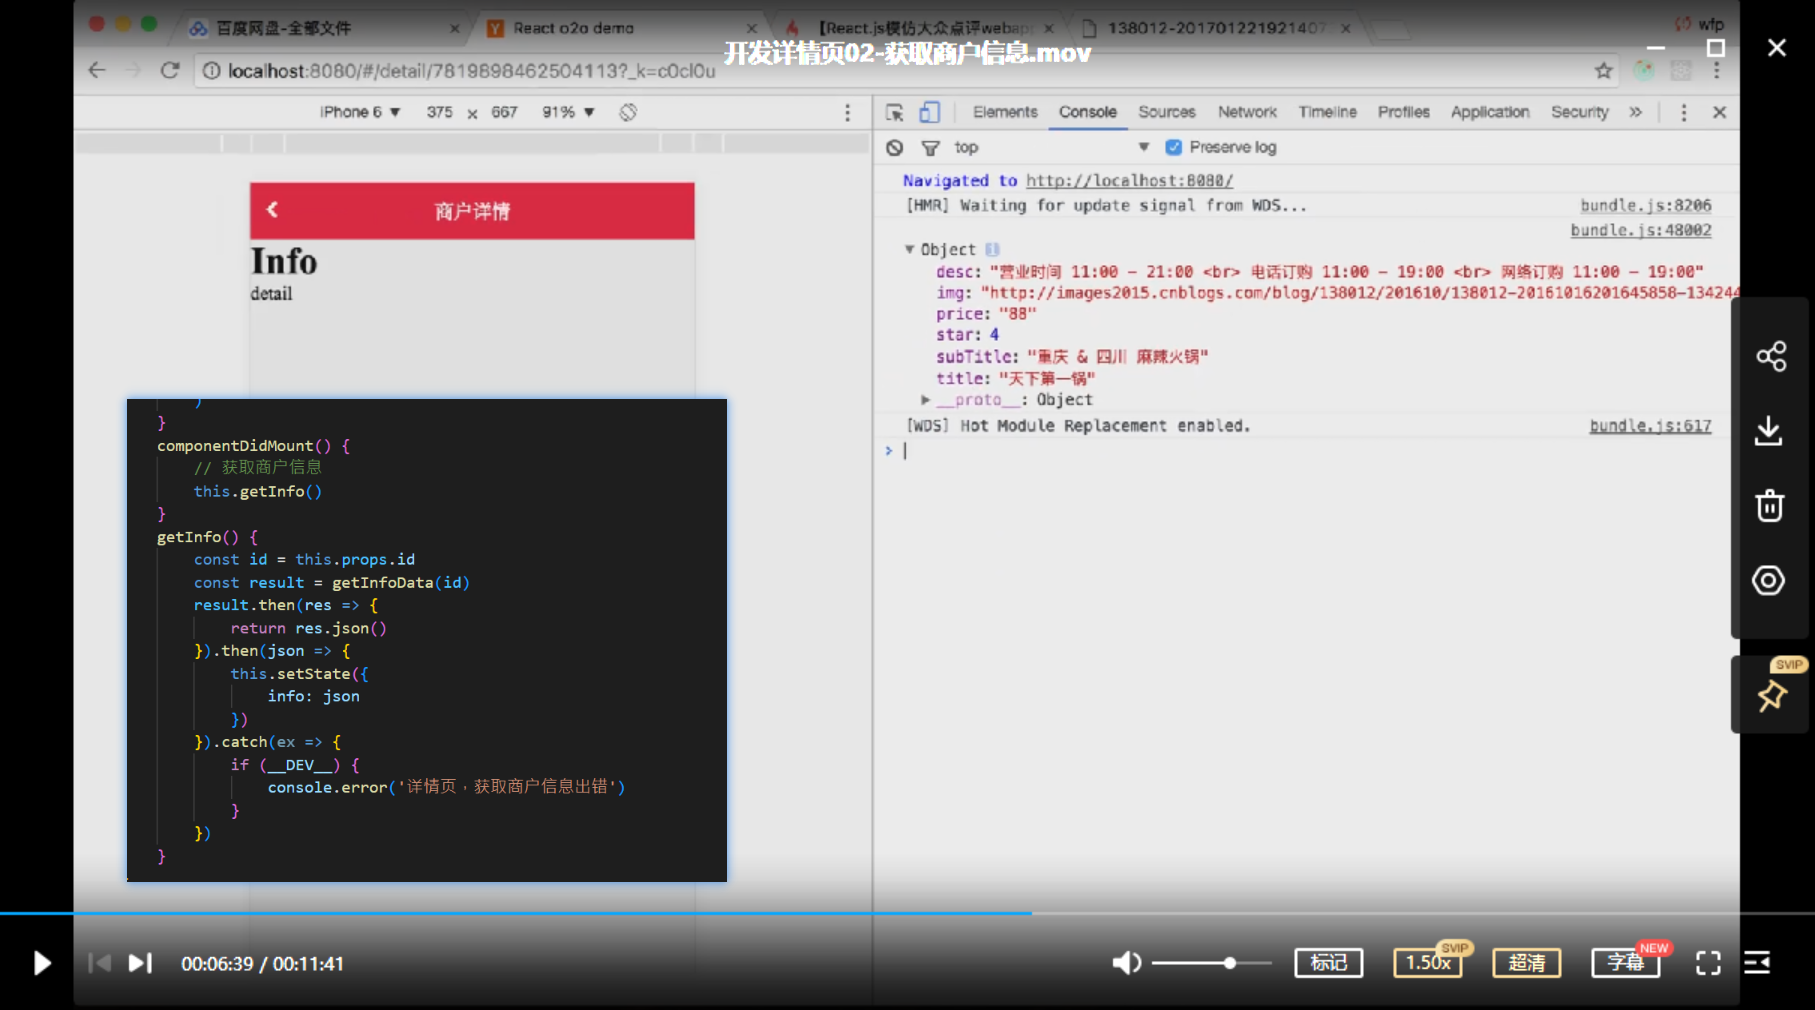 百度网盘-全部文件
React o2o demo
【React.js模仿大众点评webapp
138012-20170122192140
wfp
开发详情页02-获取商户信息.mov
localhost:8080/#/detail/78198984625041​13?_k=c0cl0u
iPhone 6 ▼ 375 x 667 91% ▼
Elements Console Sources Network Timeline Profiles Application Security »
top ▼ Preserve log
Navigated to http://localhost:8080/
[HMR] Waiting for update signal from WDS... bundle.js:8206
bundle.js:48002
▼ Object
desc: "营业时间 11:00 - 21:00 <br> 电话订购 11:00 - 19:00 <br> 网络订购 11:00 - 19:00"
img: "http://images2015.cnblogs.com/blog/138012/201610/138012-20161016201645858-134244
price: "88"
star: 4
subTitle: "重庆 & 四川 麻辣火锅"
title: "天下第一锅"
▶ __proto__: Object
[WDS] Hot Module Replacement enabled. bundle.js:617
>
商户详情
Info
detail
}
componentDidMount() {
// 获取商户信息
this.getInfo()
}
getInfo() {
const id = this.props.id
const result = getInfoData(id)
result.then(res => {
return res.json()
}).then(json => {
this.setState({
info: json
})
}).catch(ex => {
if (__DEV__) {
console.error('详情页，获取商户信息出错')
}
})
}
SVIP
00:06:39 / 00:11:41
标记
1.50x
SVIP
超清
字幕
NEW